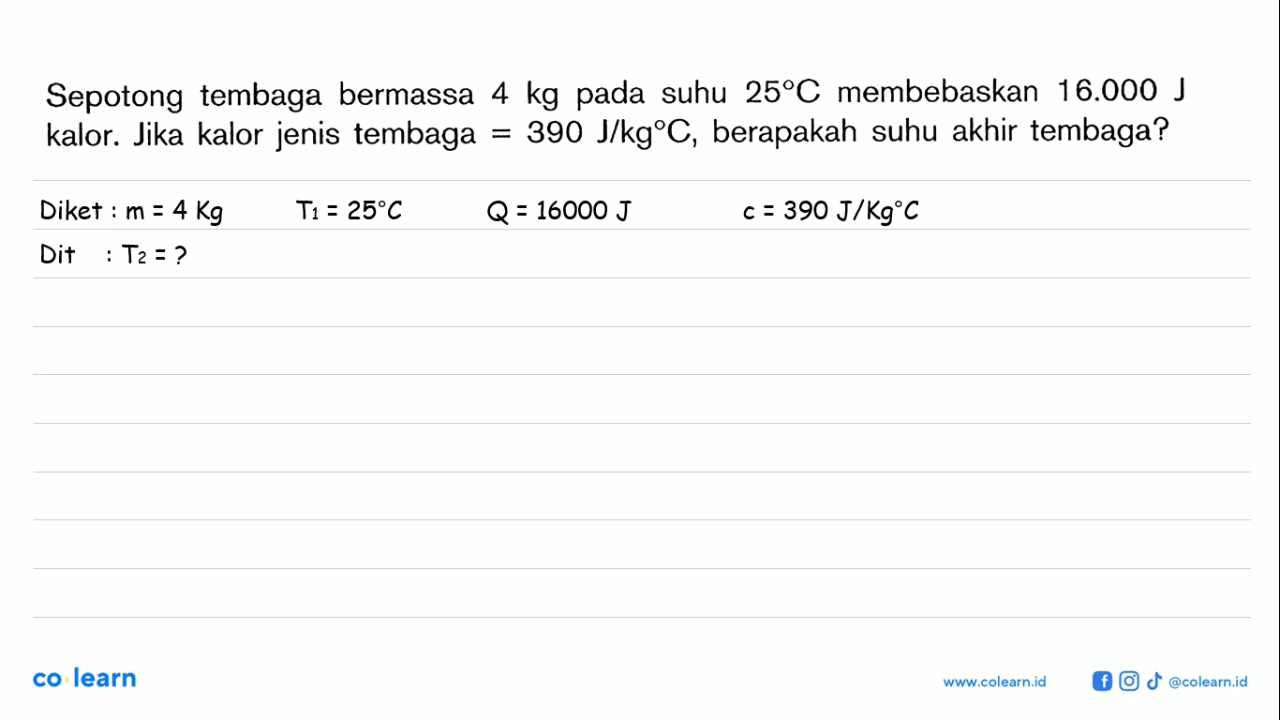 Sepotong tembaga bermassa 4 kg pada suhu 25°C membebaskan 16.000 J
kalor. Jika kalor jenis tembaga = 390 J/kg°C, berapakah suhu akhir tembaga?
Diket : m = 4 Kg T₁ = 25°C Q = 16000 J c = 390 J/Kg°C
Dit : T₂ = ?
co learn www.colearn.id @colearn.id